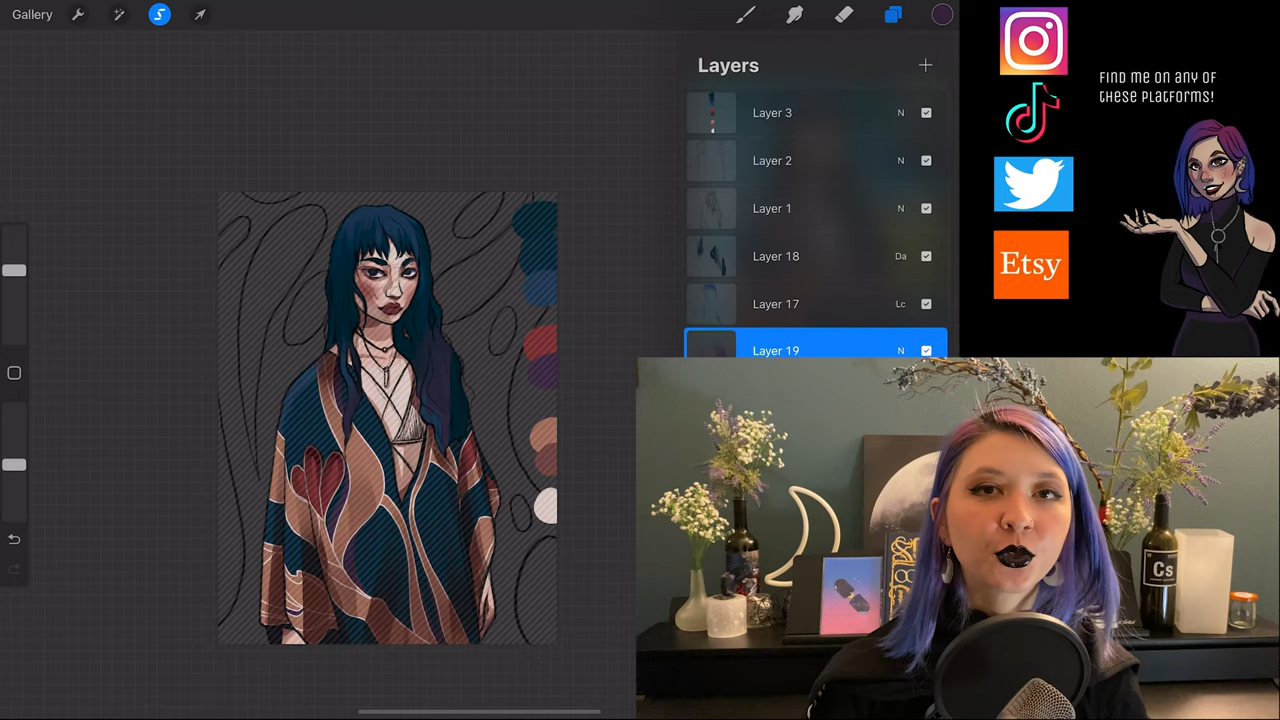 Gallery
Layers
Layer 3 N
Layer 2 N
Layer 1 N
Layer 18 Da
Layer 17 Lc
Layer 19 N
FIND ME ON ANY OF
THESE PLATFORMS!
Etsy
Cs